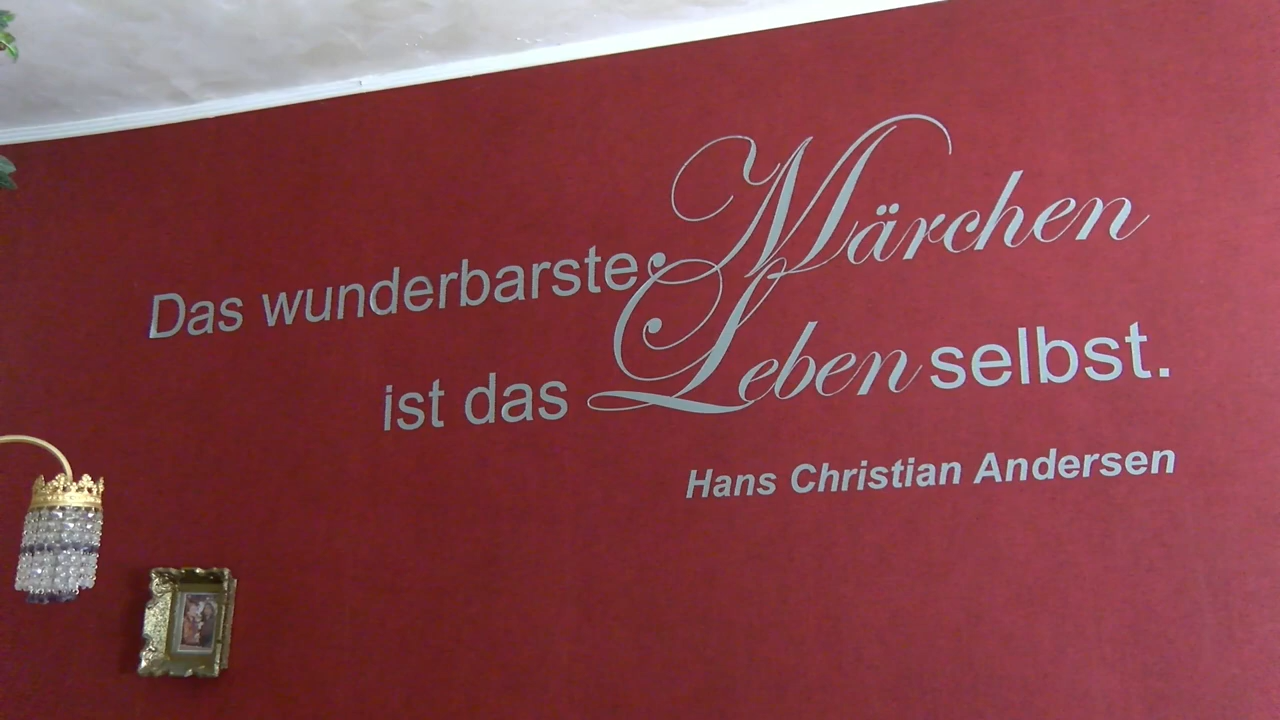 Das wunderbarste Märchen
ist das Leben selbst.
Hans Christian Andersen